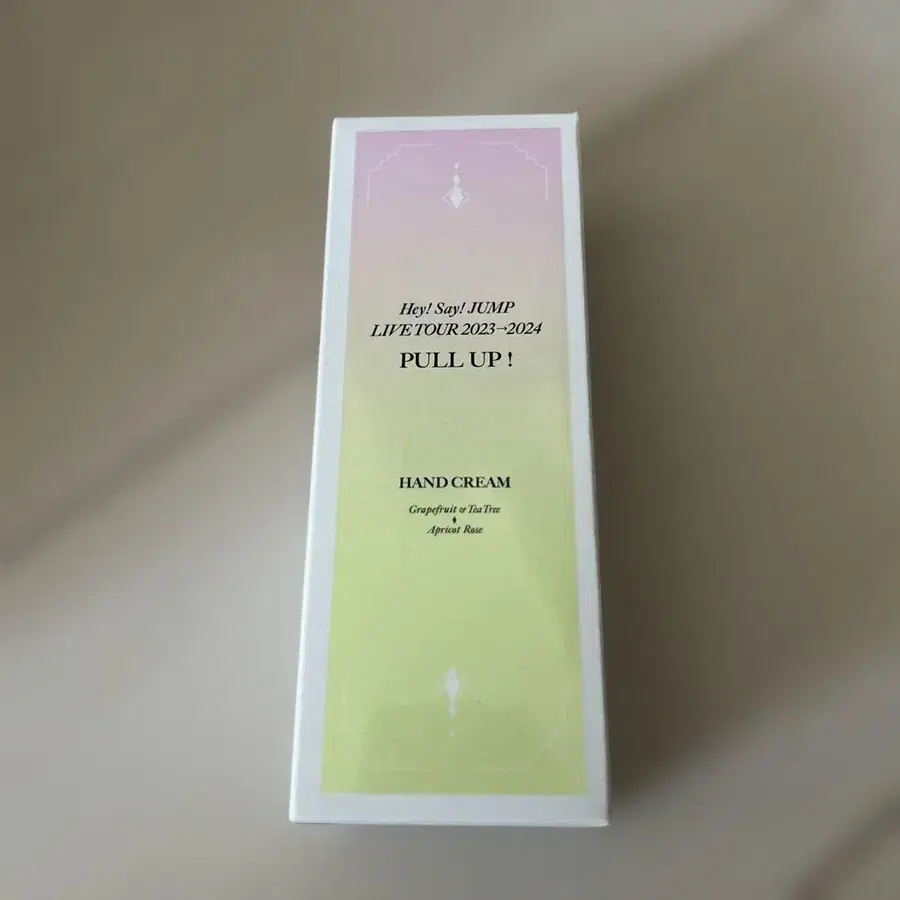 Hey! Say! JUMP
LIVE TOUR 2023→2024
PULL UP!
HAND CREAM
Grapefruit & Tea Tree
Apricot Rose